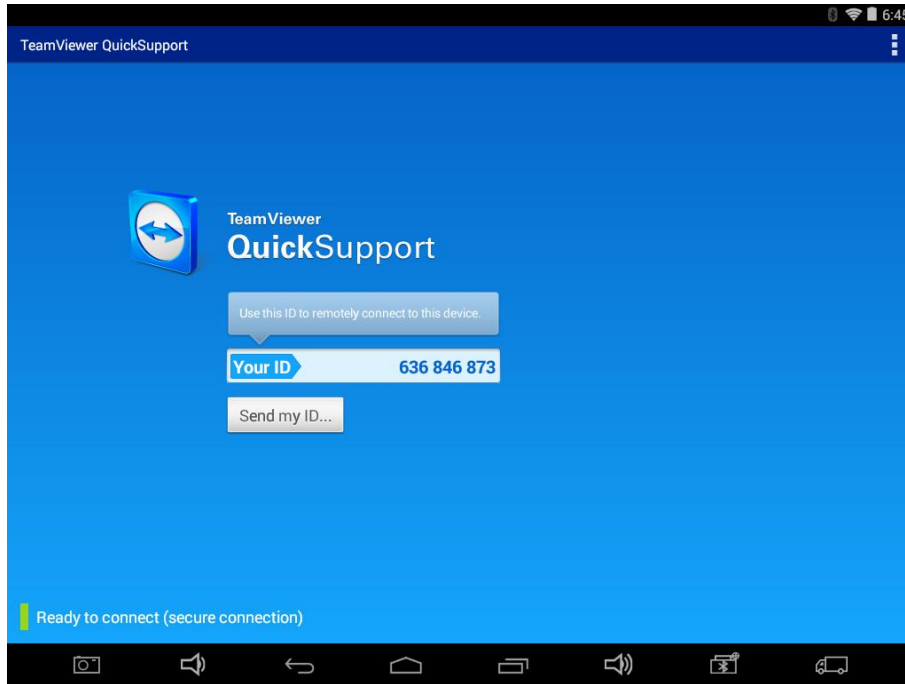 6:45
TeamViewer QuickSupport
TeamViewer
QuickSupport
Use this ID to remotely connect to this device.
Your ID 636 846 873
Send my ID...
Ready to connect (secure connection)